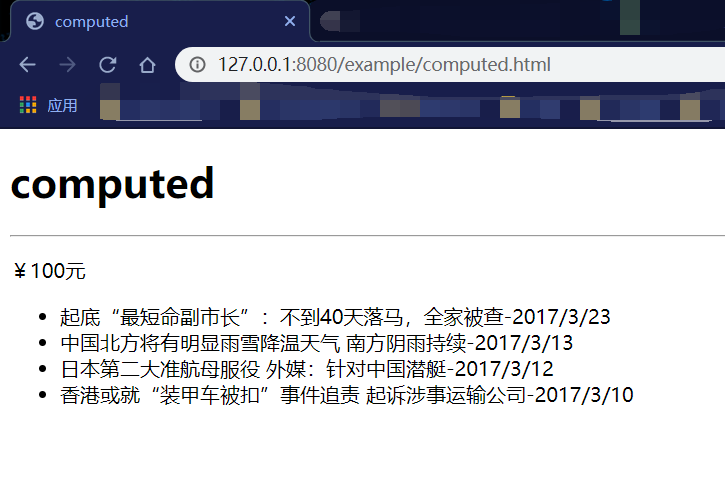 computed
127.0.0.1:8080/example/computed.html
应用
computed
￥100元
起底“最短命副市长”：不到40天落马，全家被查-2017/3/23
中国北方将有明显雨雪降温天气 南方阴雨持续-2017/3/13
日本第二大准航母服役 外媒：针对中国潜艇-2017/3/12
香港或就“装甲车被扣”事件追责 起诉涉事运输公司-2017/3/10